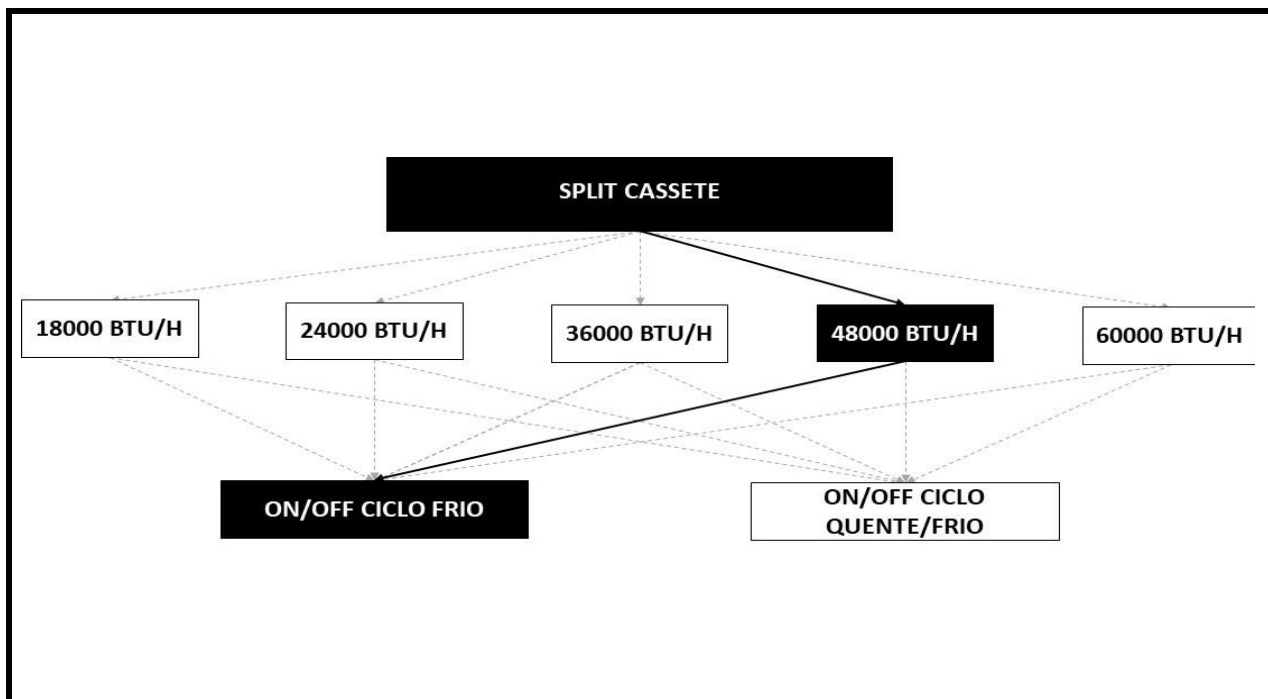 SPLIT CASSETE
18000 BTU/H
24000 BTU/H
36000 BTU/H
48000 BTU/H
60000 BTU/H
ON/OFF CICLO FRIO
ON/OFF CICLO
QUENTE/FRIO